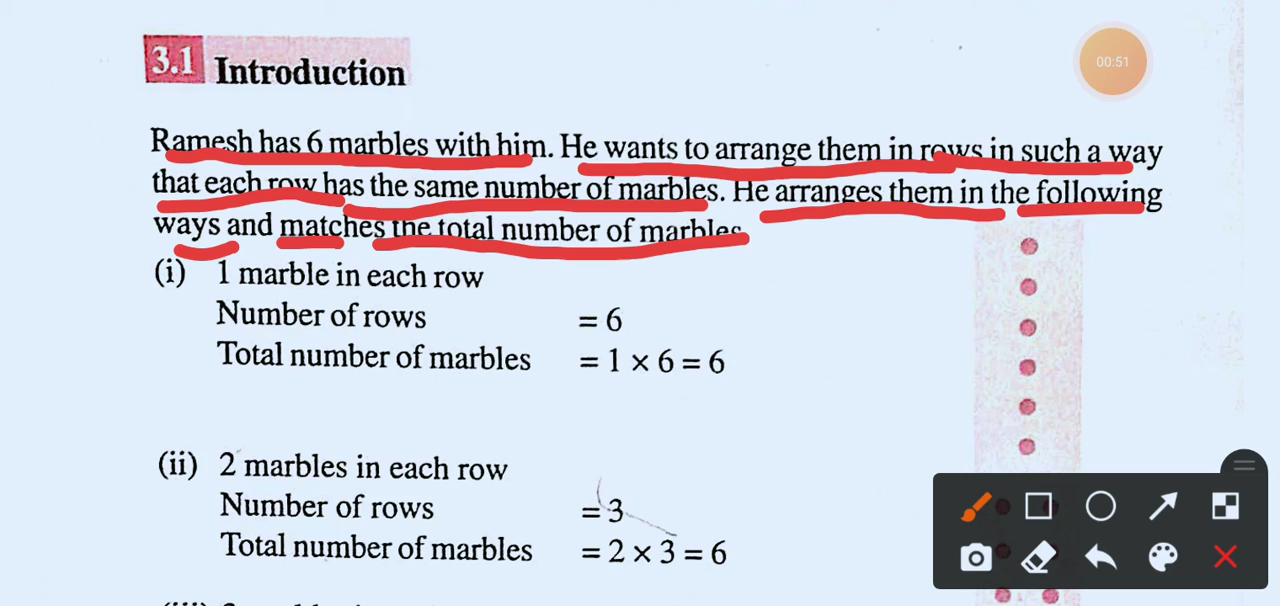 3.1 Introduction
00:51
Ramesh has 6 marbles with him. He wants to arrange them in rows in such a way
that each row has the same number of marbles. He arranges them in the following
ways and matches the total number of marbles
(i) 1 marble in each row
Number of rows = 6
Total number of marbles = 1 × 6 = 6
(ii) 2 marbles in each row
Number of rows = 3
Total number of marbles = 2 × 3 = 6